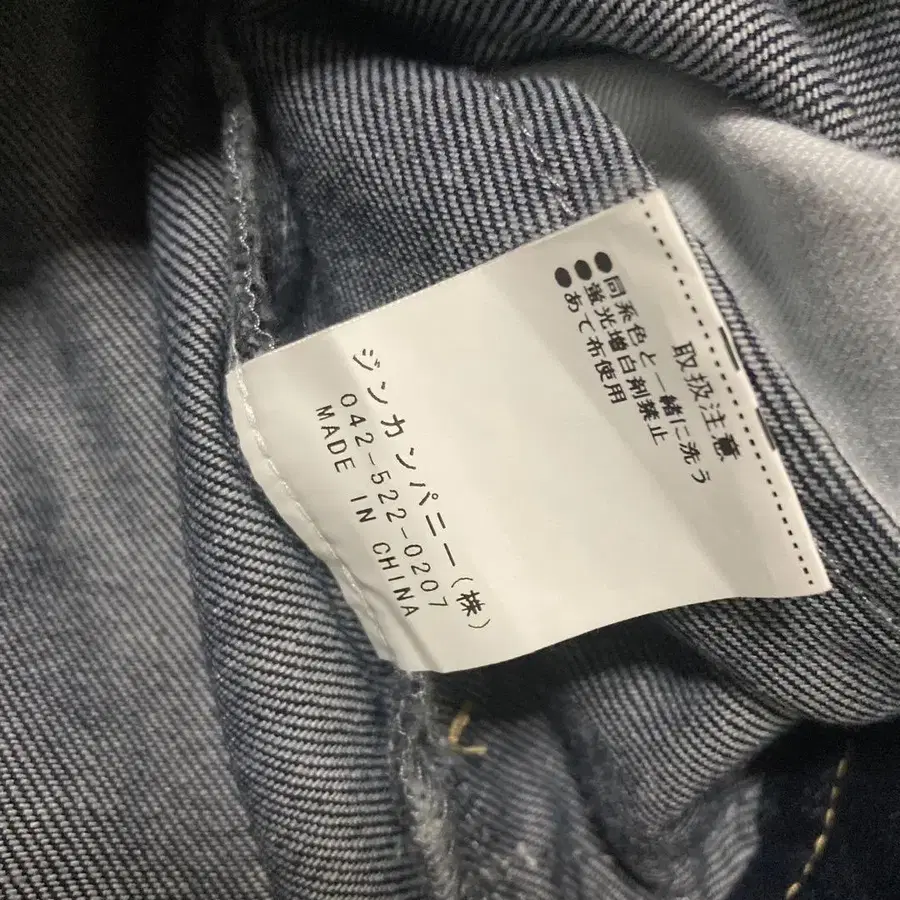 取扱注意
●同系色と一緒に洗う
●蛍光増白剤禁止
●あて布使用
ジンカンパニー(株)
042-522-0207
MADE IN CHINA